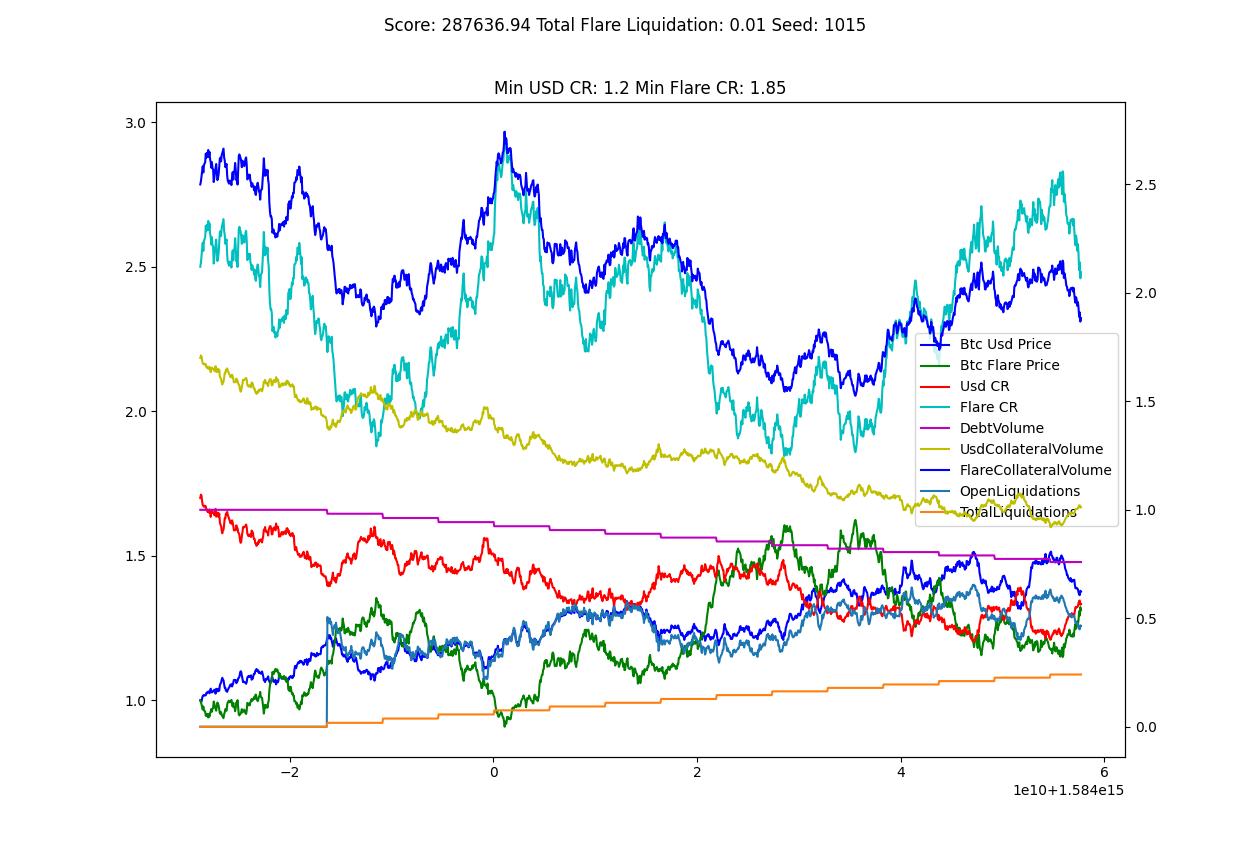 Score: 287636.94 Total Flare Liquidation: 0.01 Seed: 1015
Min USD CR: 1.2 Min Flare CR: 1.85
3.0
2.5
2.0
1.5
1.0
2.5
2.0
1.5
1.0
0.5
0.0
Btc Usd Price
Btc Flare Price
Usd CR
Flare CR
DebtVolume
UsdCollateralVolume
FlareCollateralVolume
OpenLiquidations
TotalLiquidations
−2 0 2 4 6
1e10+1.584e15